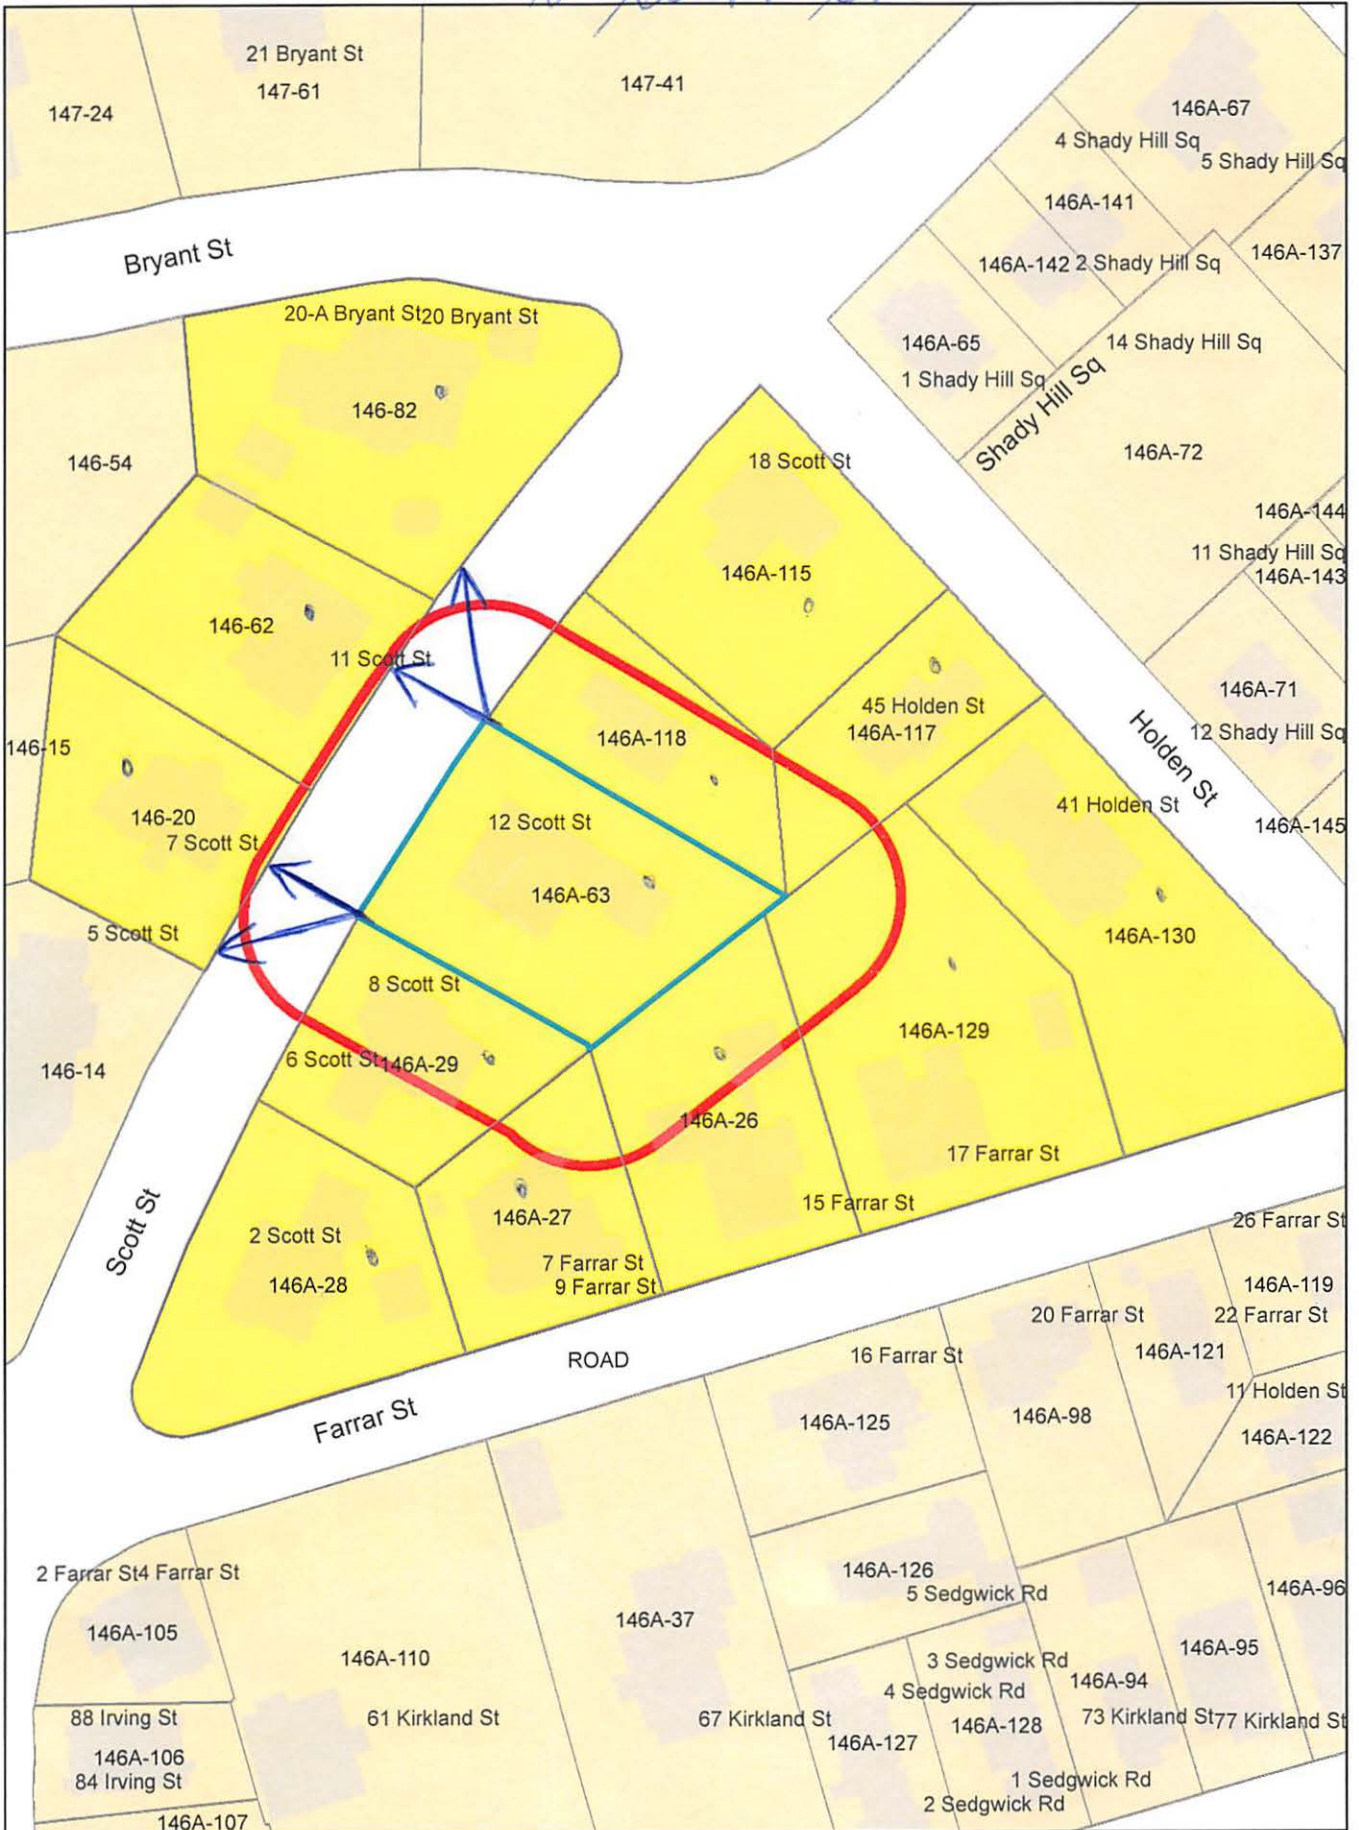 21 Bryant St
147-61
147-41
147-24
146A-67
4 Shady Hill Sq
5 Shady Hill Sq
146A-141
Bryant St
146A-142 2 Shady Hill Sq
146A-137
20-A Bryant St 20 Bryant St
146A-65
14 Shady Hill Sq
1 Shady Hill Sq
Shady Hill Sq
146-82
146-54
18 Scott St
146A-72
146A-144
11 Shady Hill Sq
146A-115
146A-143
146-62
11 Scott St
146A-71
45 Holden St
146A-118
146A-117
12 Shady Hill Sq
146-15
Holden St
41 Holden St
146-20
12 Scott St
146A-145
7 Scott St
146A-63
5 Scott St
146A-130
8 Scott St
146A-129
6 Scott St 146A-29
146-14
146A-26
17 Farrar St
15 Farrar St
146A-27
26 Farrar St
Scott St
2 Scott St
7 Farrar St
146A-28
9 Farrar St
146A-119
20 Farrar St
22 Farrar St
ROAD
16 Farrar St
146A-121
11 Holden St
Farrar St
146A-125
146A-98
146A-122
2 Farrar St 4 Farrar St
146A-126
5 Sedgwick Rd
146A-96
146A-37
146A-105
146A-95
146A-110
3 Sedgwick Rd
146A-94
4 Sedgwick Rd
88 Irving St
61 Kirkland St
67 Kirkland St
146A-128
73 Kirkland St 77 Kirkland St
146A-127
146A-106
84 Irving St
1 Sedgwick Rd
2 Sedgwick Rd
146A-107